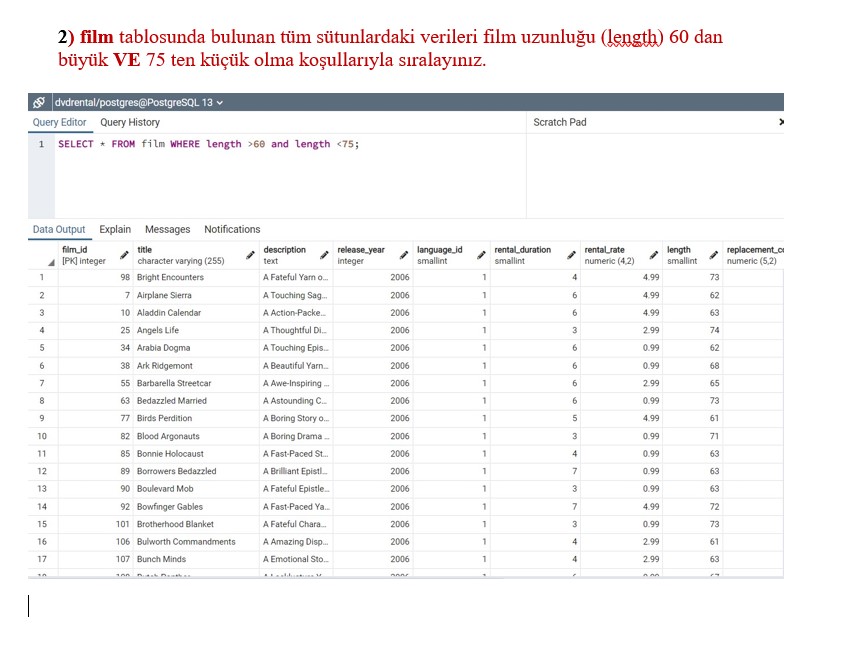 2) film tablosunda bulunan tüm sütunlardaki verileri film uzunluğu (length) 60 dan
büyük VE 75 ten küçük olma koşullarıyla sıralayınız.
dvdrental/postgres@PostgreSQL 13
Query Editor Query History Scratch Pad
1 SELECT * FROM film WHERE length >60 and length <75;
Data Output Explain Messages Notifications
film_id title description release_year language_id rental_duration rental_rate length replacement_co
[PK] integer character varying (255) text integer smallint smallint numeric (4,2) smallint numeric (5,2)
1 98 Bright Encounters A Fateful Yarn o... 2006 1 4 4.99 73
2 7 Airplane Sierra A Touching Sag... 2006 1 6 4.99 62
3 10 Aladdin Calendar A Action-Packe... 2006 1 6 4.99 63
4 25 Angels Life A Thoughtful Di... 2006 1 3 2.99 74
5 34 Arabia Dogma A Touching Epis... 2006 1 6 0.99 62
6 38 Ark Ridgemont A Beautiful Yarn... 2006 1 6 0.99 68
7 55 Barbarella Streetcar A Awe-Inspiring ... 2006 1 6 2.99 65
8 63 Bedazzled Married A Astounding C... 2006 1 6 0.99 73
9 77 Birds Perdition A Boring Story o... 2006 1 5 4.99 61
10 82 Blood Argonauts A Boring Drama ... 2006 1 3 0.99 71
11 85 Bonnie Holocaust A Fast-Paced St... 2006 1 4 0.99 63
12 89 Borrowers Bedazzled A Brilliant Epistl... 2006 1 7 0.99 63
13 90 Boulevard Mob A Fateful Epistle... 2006 1 3 0.99 63
14 92 Bowfinger Gables A Fast-Paced Ya... 2006 1 7 4.99 72
15 101 Brotherhood Blanket A Fateful Chara... 2006 1 3 0.99 73
16 106 Bulworth Commandments A Amazing Disp... 2006 1 4 2.99 61
17 107 Bunch Minds A Emotional Sto... 2006 1 4 2.99 63